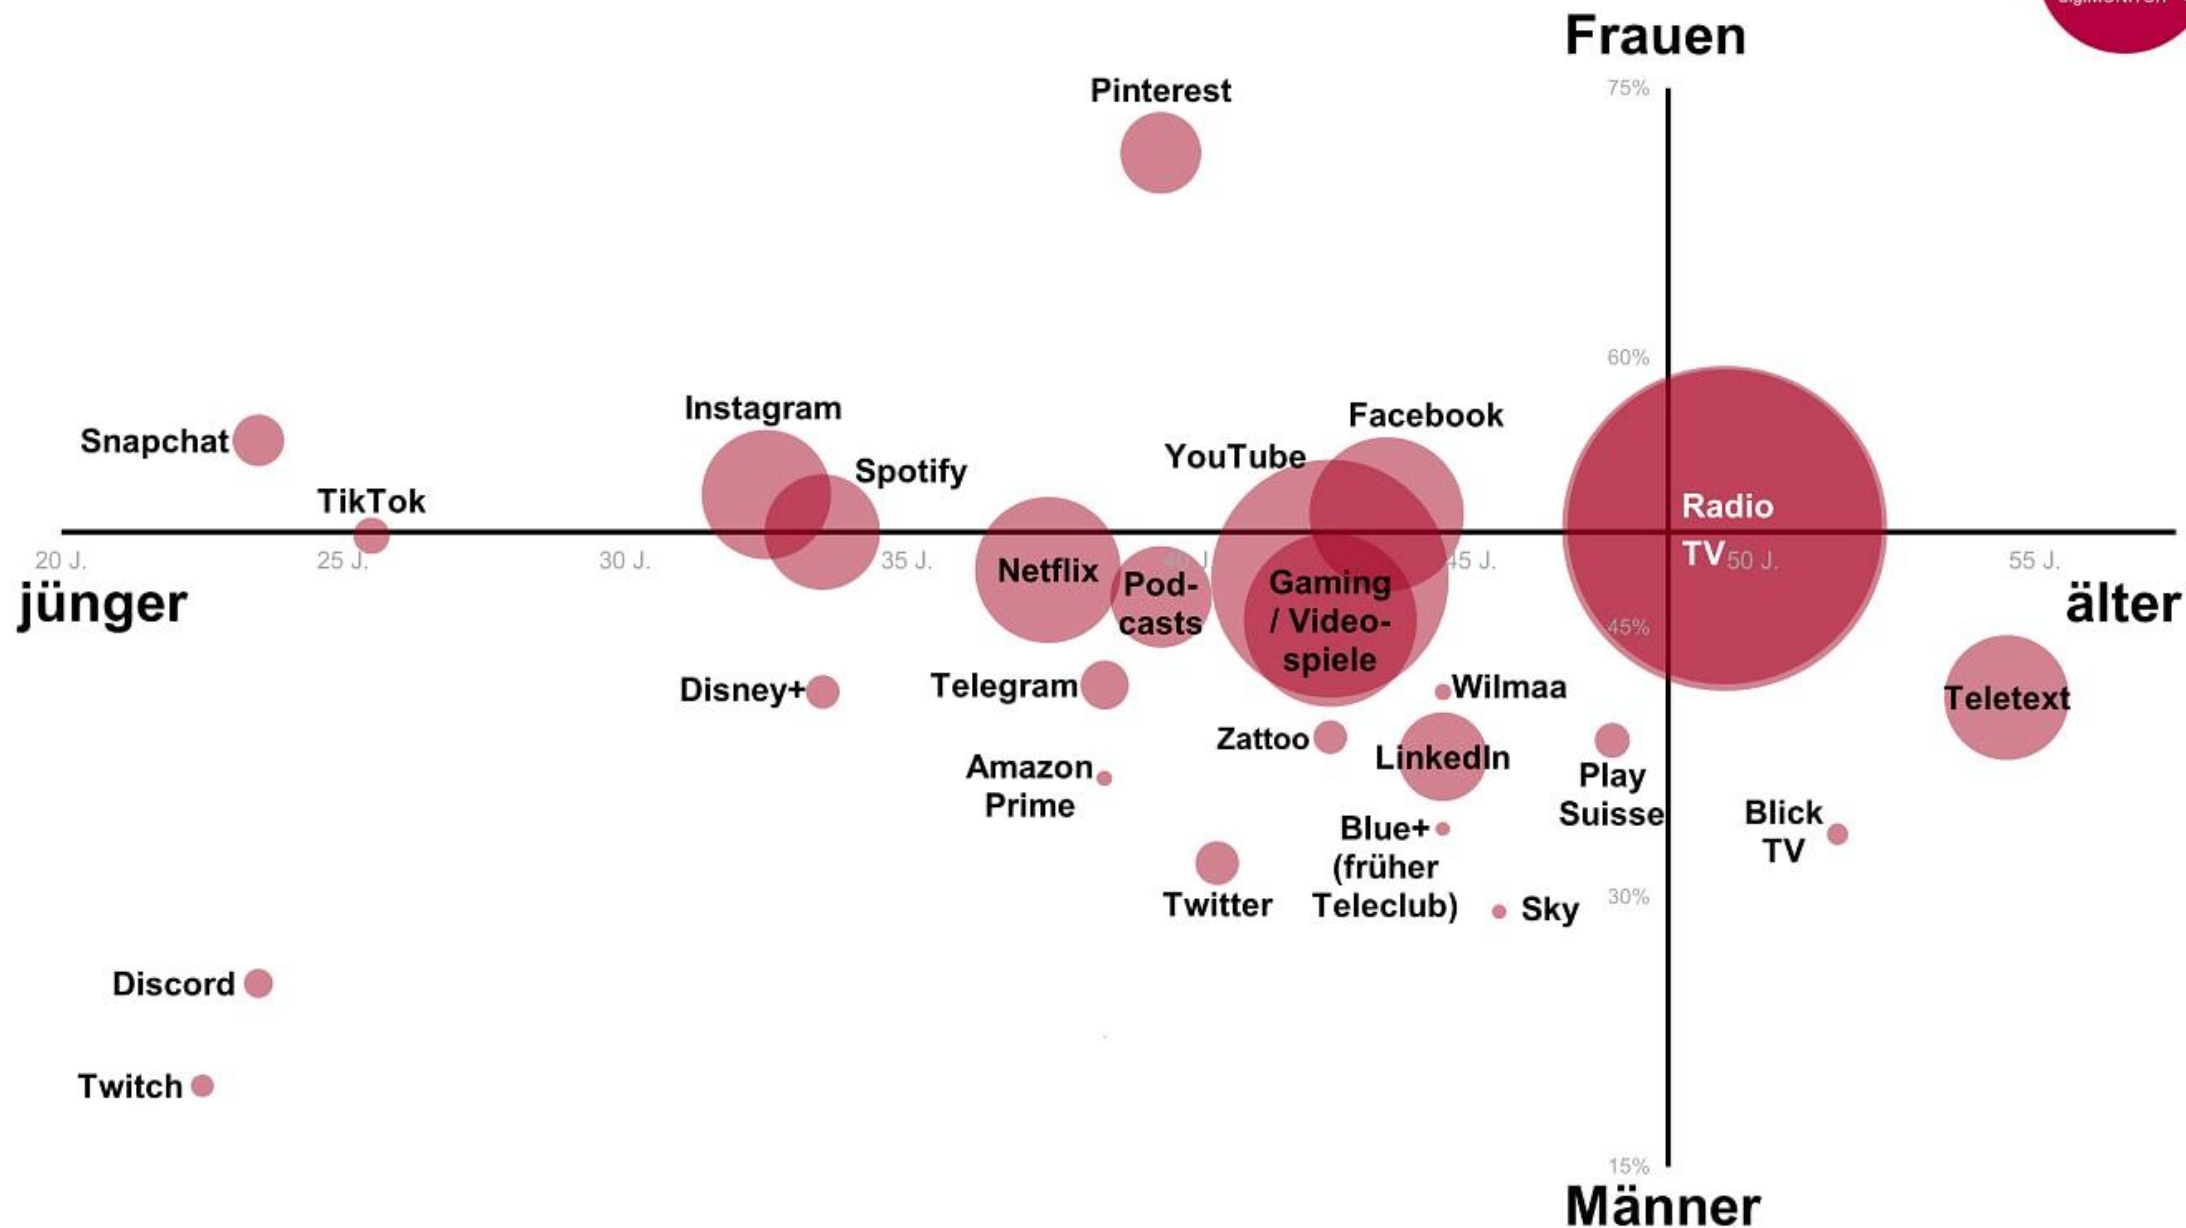 Frauen
75%
Pinterest
60%
Instagram
Facebook
Snapchat
YouTube
Spotify
TikTok
Radio
TV
20 J.
25 J.
30 J.
35 J.
45 J.
50 J.
55 J.
jünger
älter
Netflix
Pod-
casts
Gaming
/ Video-
spiele
45%
Disney+
Telegram
Wilmaa
Teletext
Zattoo
LinkedIn
Amazon
Prime
Play
Suisse
Blick
TV
Blue+
(früher
Teleclub)
Twitter
30%
Sky
Discord
Twitch
15%
Männer